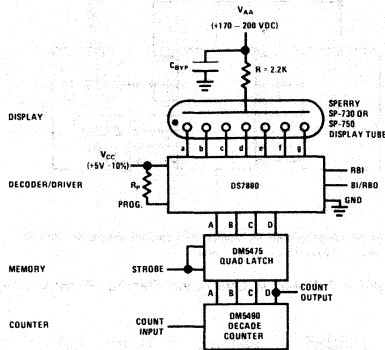 VAA
(+170 – 200 VDC)
CBYP
R = 2.2K
SPERRY
SP-730 OR
SP-750
DISPLAY TUBE
DISPLAY
a b c d e f g
VCC
(+5V -10%)
RP
PROG.
DECODER/DRIVER
DS7880
RBI
BI/RBO
GND
A B C D
DM5475
QUAD LATCH
MEMORY
STROBE
A B C D
COUNT
OUTPUT
DM5490
DECADE
COUNTER
COUNTER
COUNT
INPUT